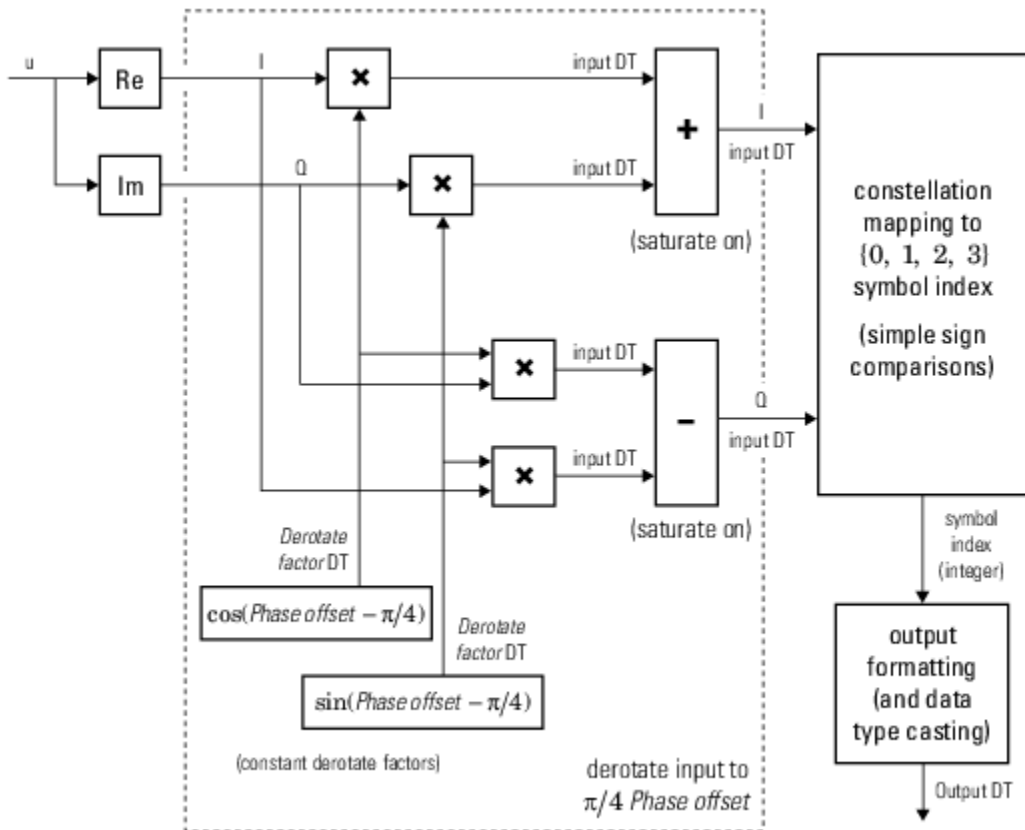 u
Re
I
×
input DT
+
I
input DT
Im
Q
×
input DT
(saturate on)
constellation
mapping to
{0, 1, 2, 3}
symbol index
(simple sign
comparisons)
×
input DT
−
Q
input DT
×
input DT
(saturate on)
Derotate
factor DT
cos(Phase offset − π/4)
Derotate
factor DT
sin(Phase offset − π/4)
(constant derotate factors)
derotate input to
π/4 Phase offset
symbol
index
(integer)
output
formatting
(and data
type casting)
Output DT